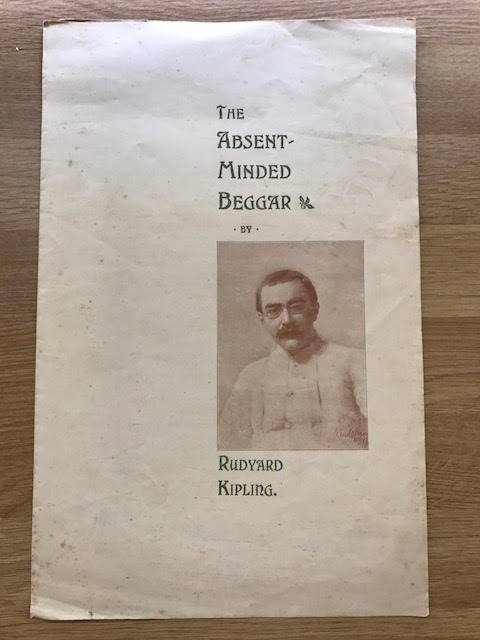 The
Absent-
Minded
Beggar
· by ·
Rudyard
Kipling.